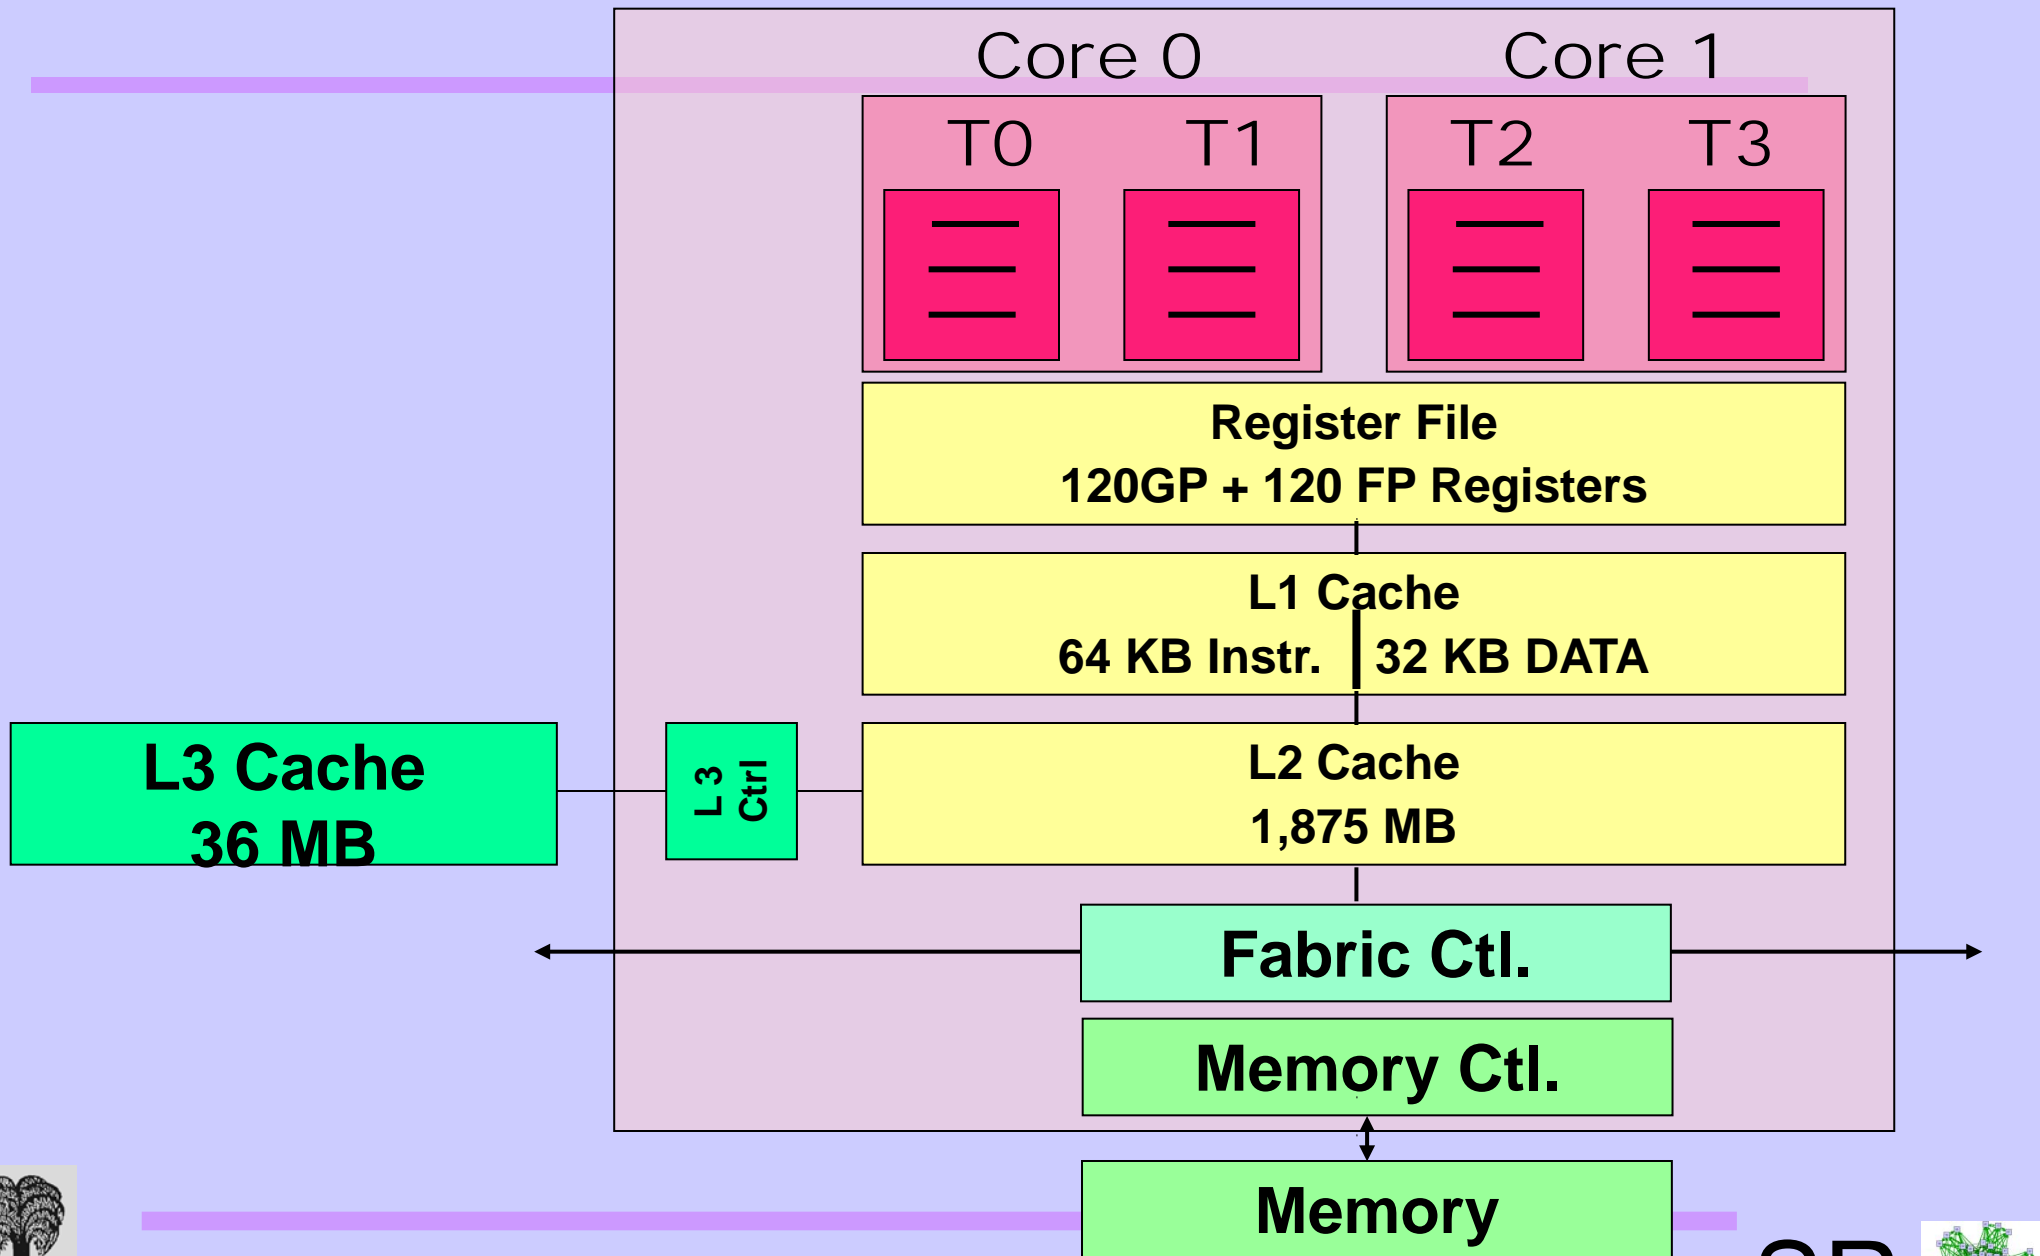 Core 0 Core 1
T0 T1 T2 T3
Register File
120GP + 120 FP Registers
L1 Cache
64 KB Instr. 32 KB DATA
L3 Cache
36 MB
L 3
Ctrl
L2 Cache
1,875 MB
Fabric Ctl.
Memory Ctl.
Memory